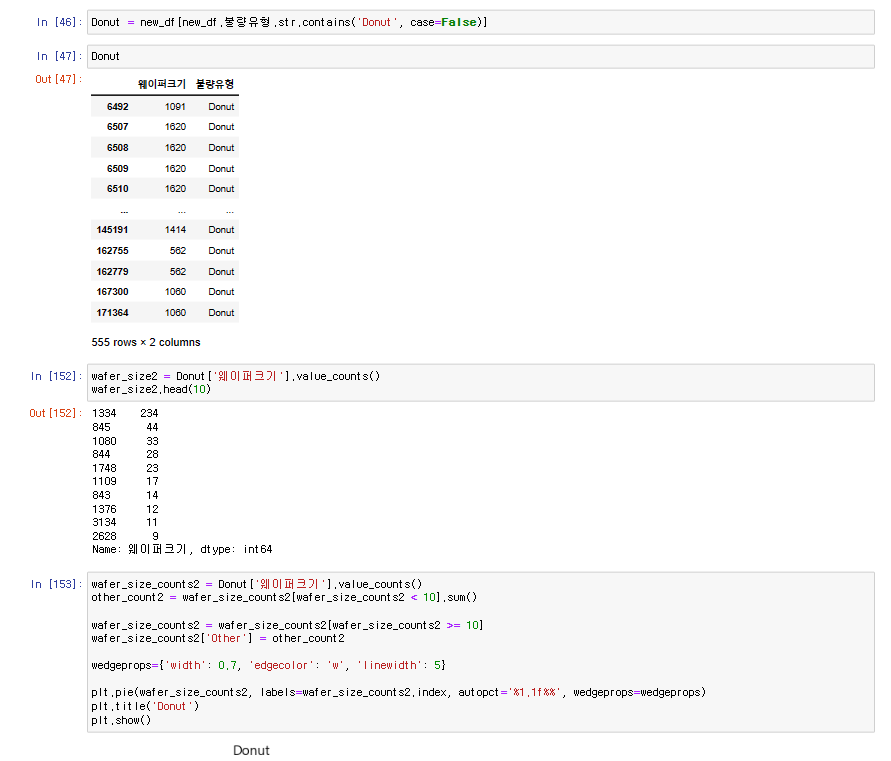 In [46]: Donut = new_df[new_df.불량유형.str.contains('Donut', case=False)]
In [47]: Donut
Out[47]:
웨이퍼크기 불량유형
6492 1091 Donut
6507 1620 Donut
6508 1620 Donut
6509 1620 Donut
6510 1620 Donut
... ... ...
145191 1414 Donut
162755 562 Donut
162779 562 Donut
167300 1060 Donut
171364 1060 Donut
555 rows × 2 columns
In [152]: wafer_size2 = Donut['웨이퍼크기'].value_counts()
wafer_size2.head(10)
Out[152]: 1334 234
845 44
1080 33
844 28
1748 23
1109 17
843 14
1376 12
3134 11
2628 9
Name: 웨이퍼크기, dtype: int64
In [153]: wafer_size_counts2 = Donut['웨이퍼크기'].value_counts()
other_count2 = wafer_size_counts2[wafer_size_counts2 < 10].sum()
wafer_size_counts2 = wafer_size_counts2[wafer_size_counts2 >= 10]
wafer_size_counts2['Other'] = other_count2
wedgeprops={'width': 0.7, 'edgecolor': 'w', 'linewidth': 5}
plt.pie(wafer_size_counts2, labels=wafer_size_counts2.index, autopct='%1.1f%%', wedgeprops=wedgeprops)
plt.title('Donut')
plt.show()
Donut